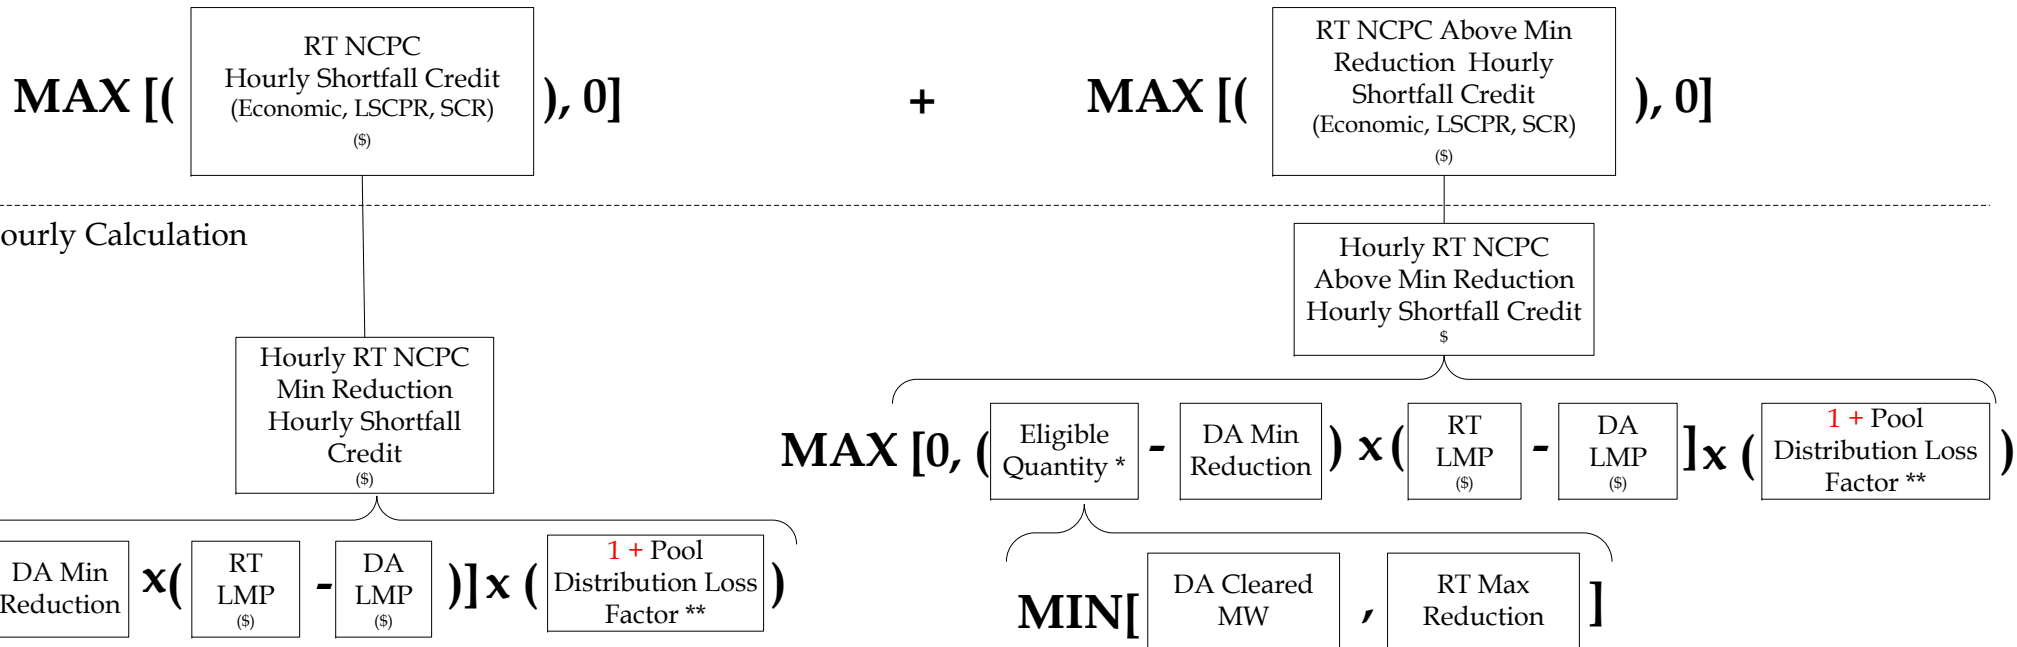 MAX [( RT NCPC
Hourly Shortfall Credit
(Economic, LSCPR, SCR)
($)
), 0]
+
MAX [( RT NCPC Above Min
Reduction Hourly
Shortfall Credit
(Economic, LSCPR, SCR)
($)
), 0]
ourly Calculation
Hourly RT NCPC
Min Reduction
Hourly Shortfall
Credit
($)
DA Min
Reduction
x(
RT
LMP
($)
-
DA
LMP
($)
)] x (
1 + Pool
Distribution Loss
Factor **
)
Hourly RT NCPC
Above Min Reduction
Hourly Shortfall Credit
$
MAX [0, (
Eligible
Quantity *
-
DA Min
Reduction
) x (
RT
LMP
($)
-
DA
LMP
($)
] x (
1 + Pool
Distribution Loss
Factor **
)
MIN[
DA Cleared
MW
,
RT Max
Reduction
]